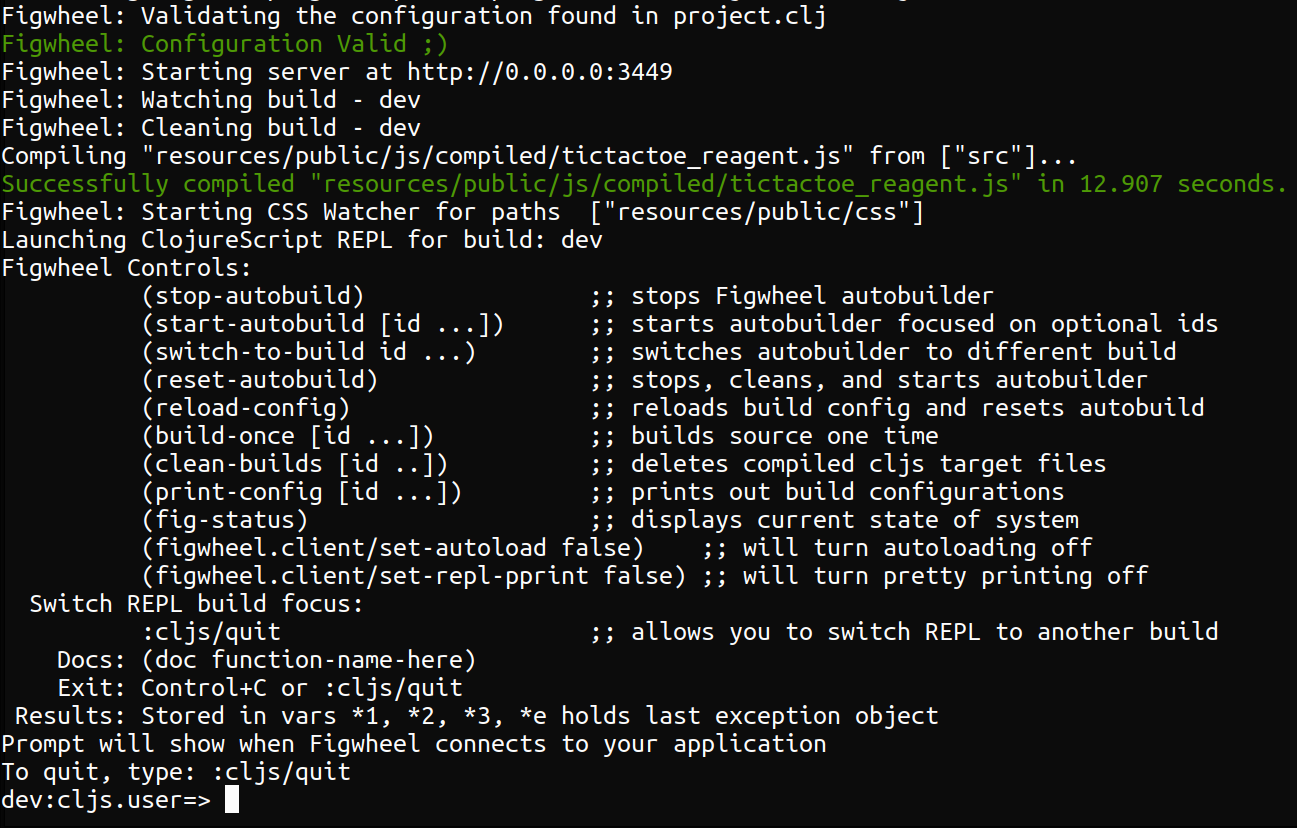 Figwheel: Validating the configuration found in project.clj
Figwheel: Configuration Valid ;)
Figwheel: Starting server at http://0.0.0.0:3449
Figwheel: Watching build - dev
Figwheel: Cleaning build - dev
Compiling "resources/public/js/compiled/tictactoe_reagent.js" from ["src"]...
Successfully compiled "resources/public/js/compiled/tictactoe_reagent.js" in 12.907 seconds.
Figwheel: Starting CSS Watcher for paths  ["resources/public/css"]
Launching ClojureScript REPL for build: dev
Figwheel Controls:
          (stop-autobuild)                ;; stops Figwheel autobuilder
          (start-autobuild [id ...])      ;; starts autobuilder focused on optional ids
          (switch-to-build id ...)        ;; switches autobuilder to different build
          (reset-autobuild)               ;; stops, cleans, and starts autobuilder
          (reload-config)                 ;; reloads build config and resets autobuild
          (build-once [id ...])           ;; builds source one time
          (clean-builds [id ..])          ;; deletes compiled cljs target files
          (print-config [id ...])         ;; prints out build configurations
          (fig-status)                    ;; displays current state of system
          (figwheel.client/set-autoload false)    ;; will turn autoloading off
          (figwheel.client/set-repl-pprint false) ;; will turn pretty printing off
  Switch REPL build focus:
          :cljs/quit                      ;; allows you to switch REPL to another build
    Docs: (doc function-name-here)
    Exit: Control+C or :cljs/quit
 Results: Stored in vars *1, *2, *3, *e holds last exception object
Prompt will show when Figwheel connects to your application
To quit, type: :cljs/quit
dev:cljs.user=>